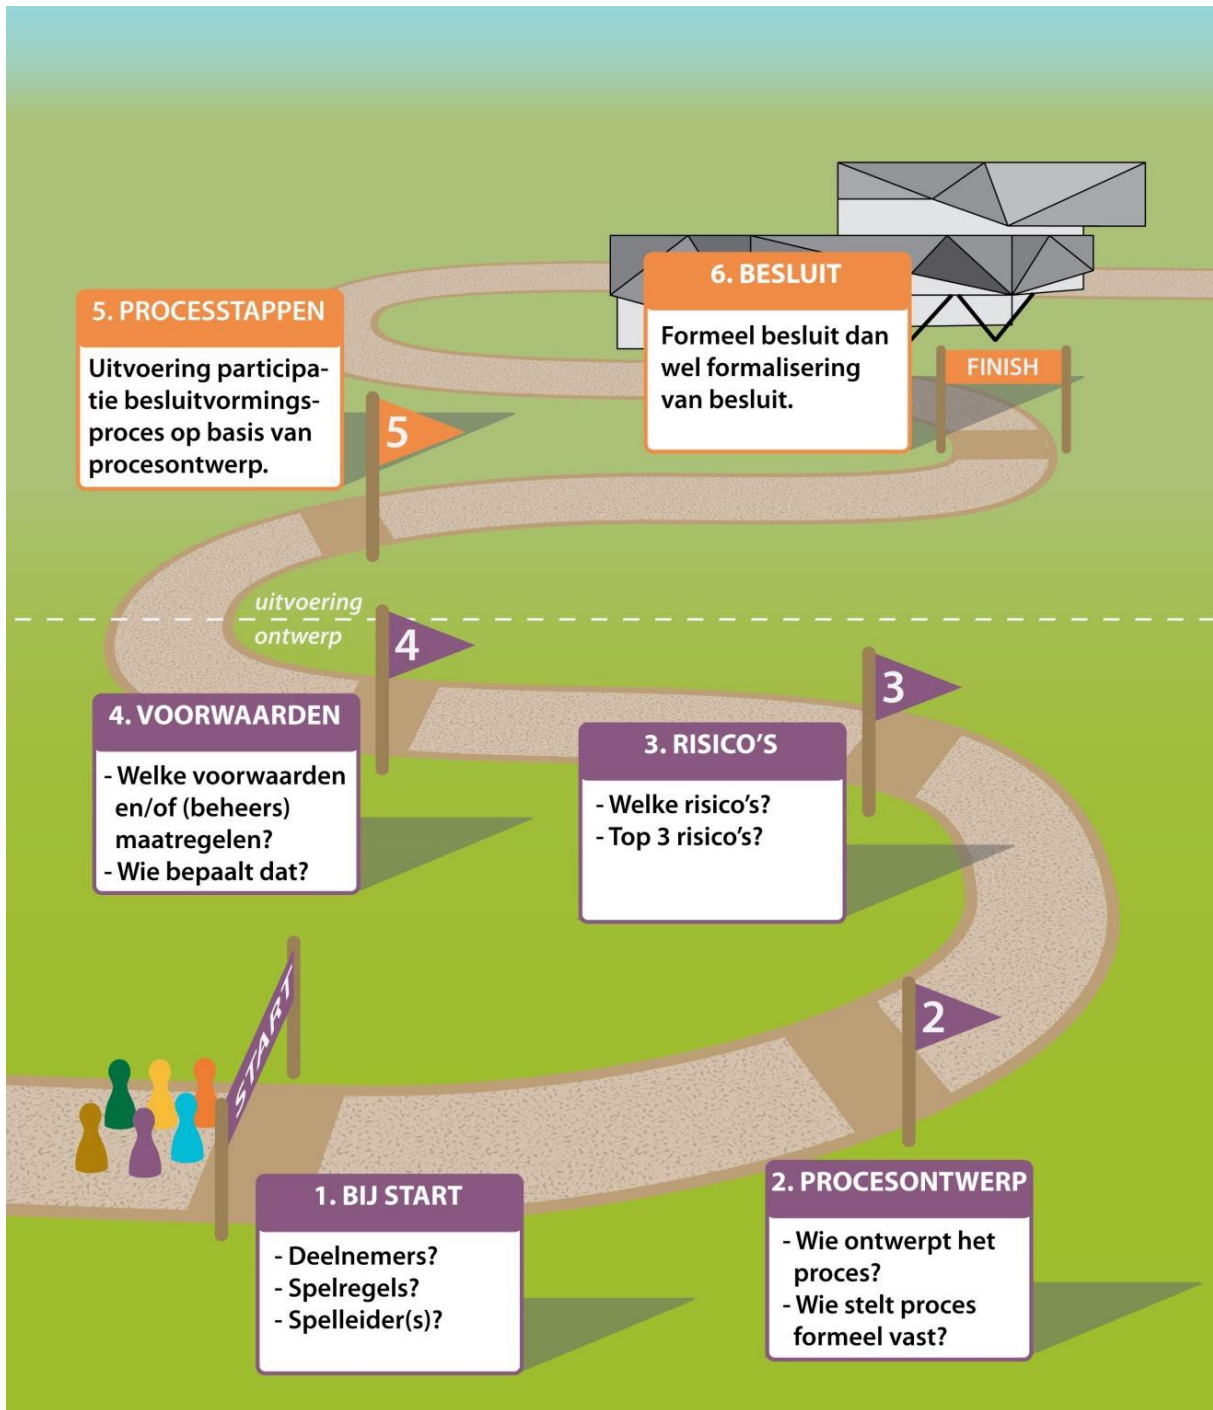 6. BESLUIT
Formeel besluit dan
wel formalisering
van besluit.
FINISH
5. PROCESSTAPPEN
Uitvoering participa-
tie besluitvormings-
proces op basis van
procesontwerp.
5
uitvoering
ontwerp
4
4. VOORWAARDEN
- Welke voorwaarden
en/of (beheers)
maatregelen?
- Wie bepaalt dat?
3
3. RISICO'S
- Welke risico's?
- Top 3 risico's?
START
2
1. BIJ START
- Deelnemers?
- Spelregels?
- Spelleider(s)?
2. PROCESONTWERP
- Wie ontwerpt het
proces?
- Wie stelt proces
formeel vast?